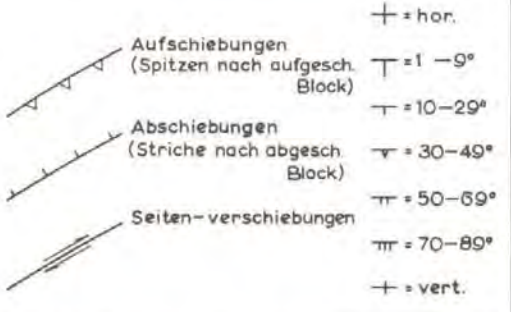 Aufschiebungen
(Spitzen nach aufgesch.
Block)
Abschiebungen
(Striche nach abgesch
Block)
Seiten-verschiebungen
= hor.
= 1 – 9°
= 10–29°
= 30–49°
= 50–69°
= 70–89°
= vert.